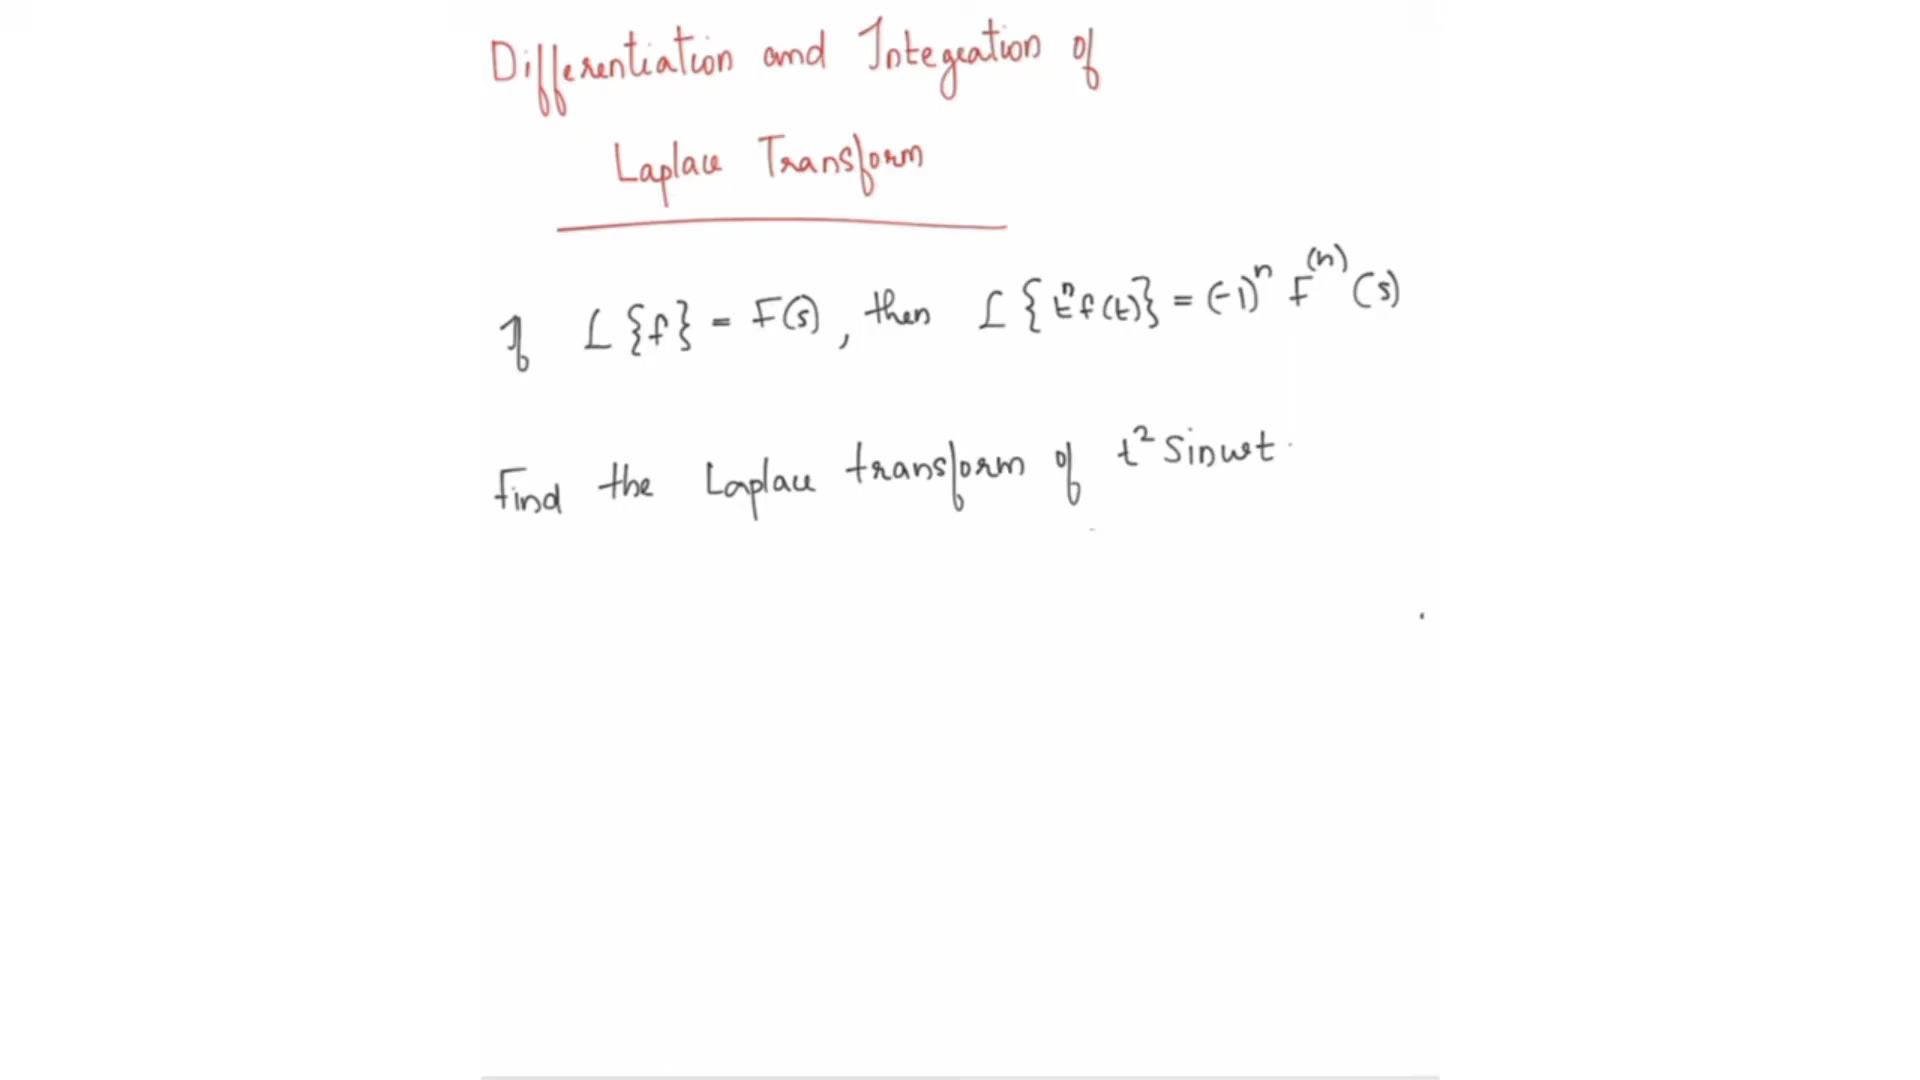 Differentiation and Integration of
Laplace Transform
If L{f} = F(s), then L{tⁿf(t)} = (-1)ⁿ F⁽ⁿ⁾(s)
Find the Laplace transform of t² Sinωt.